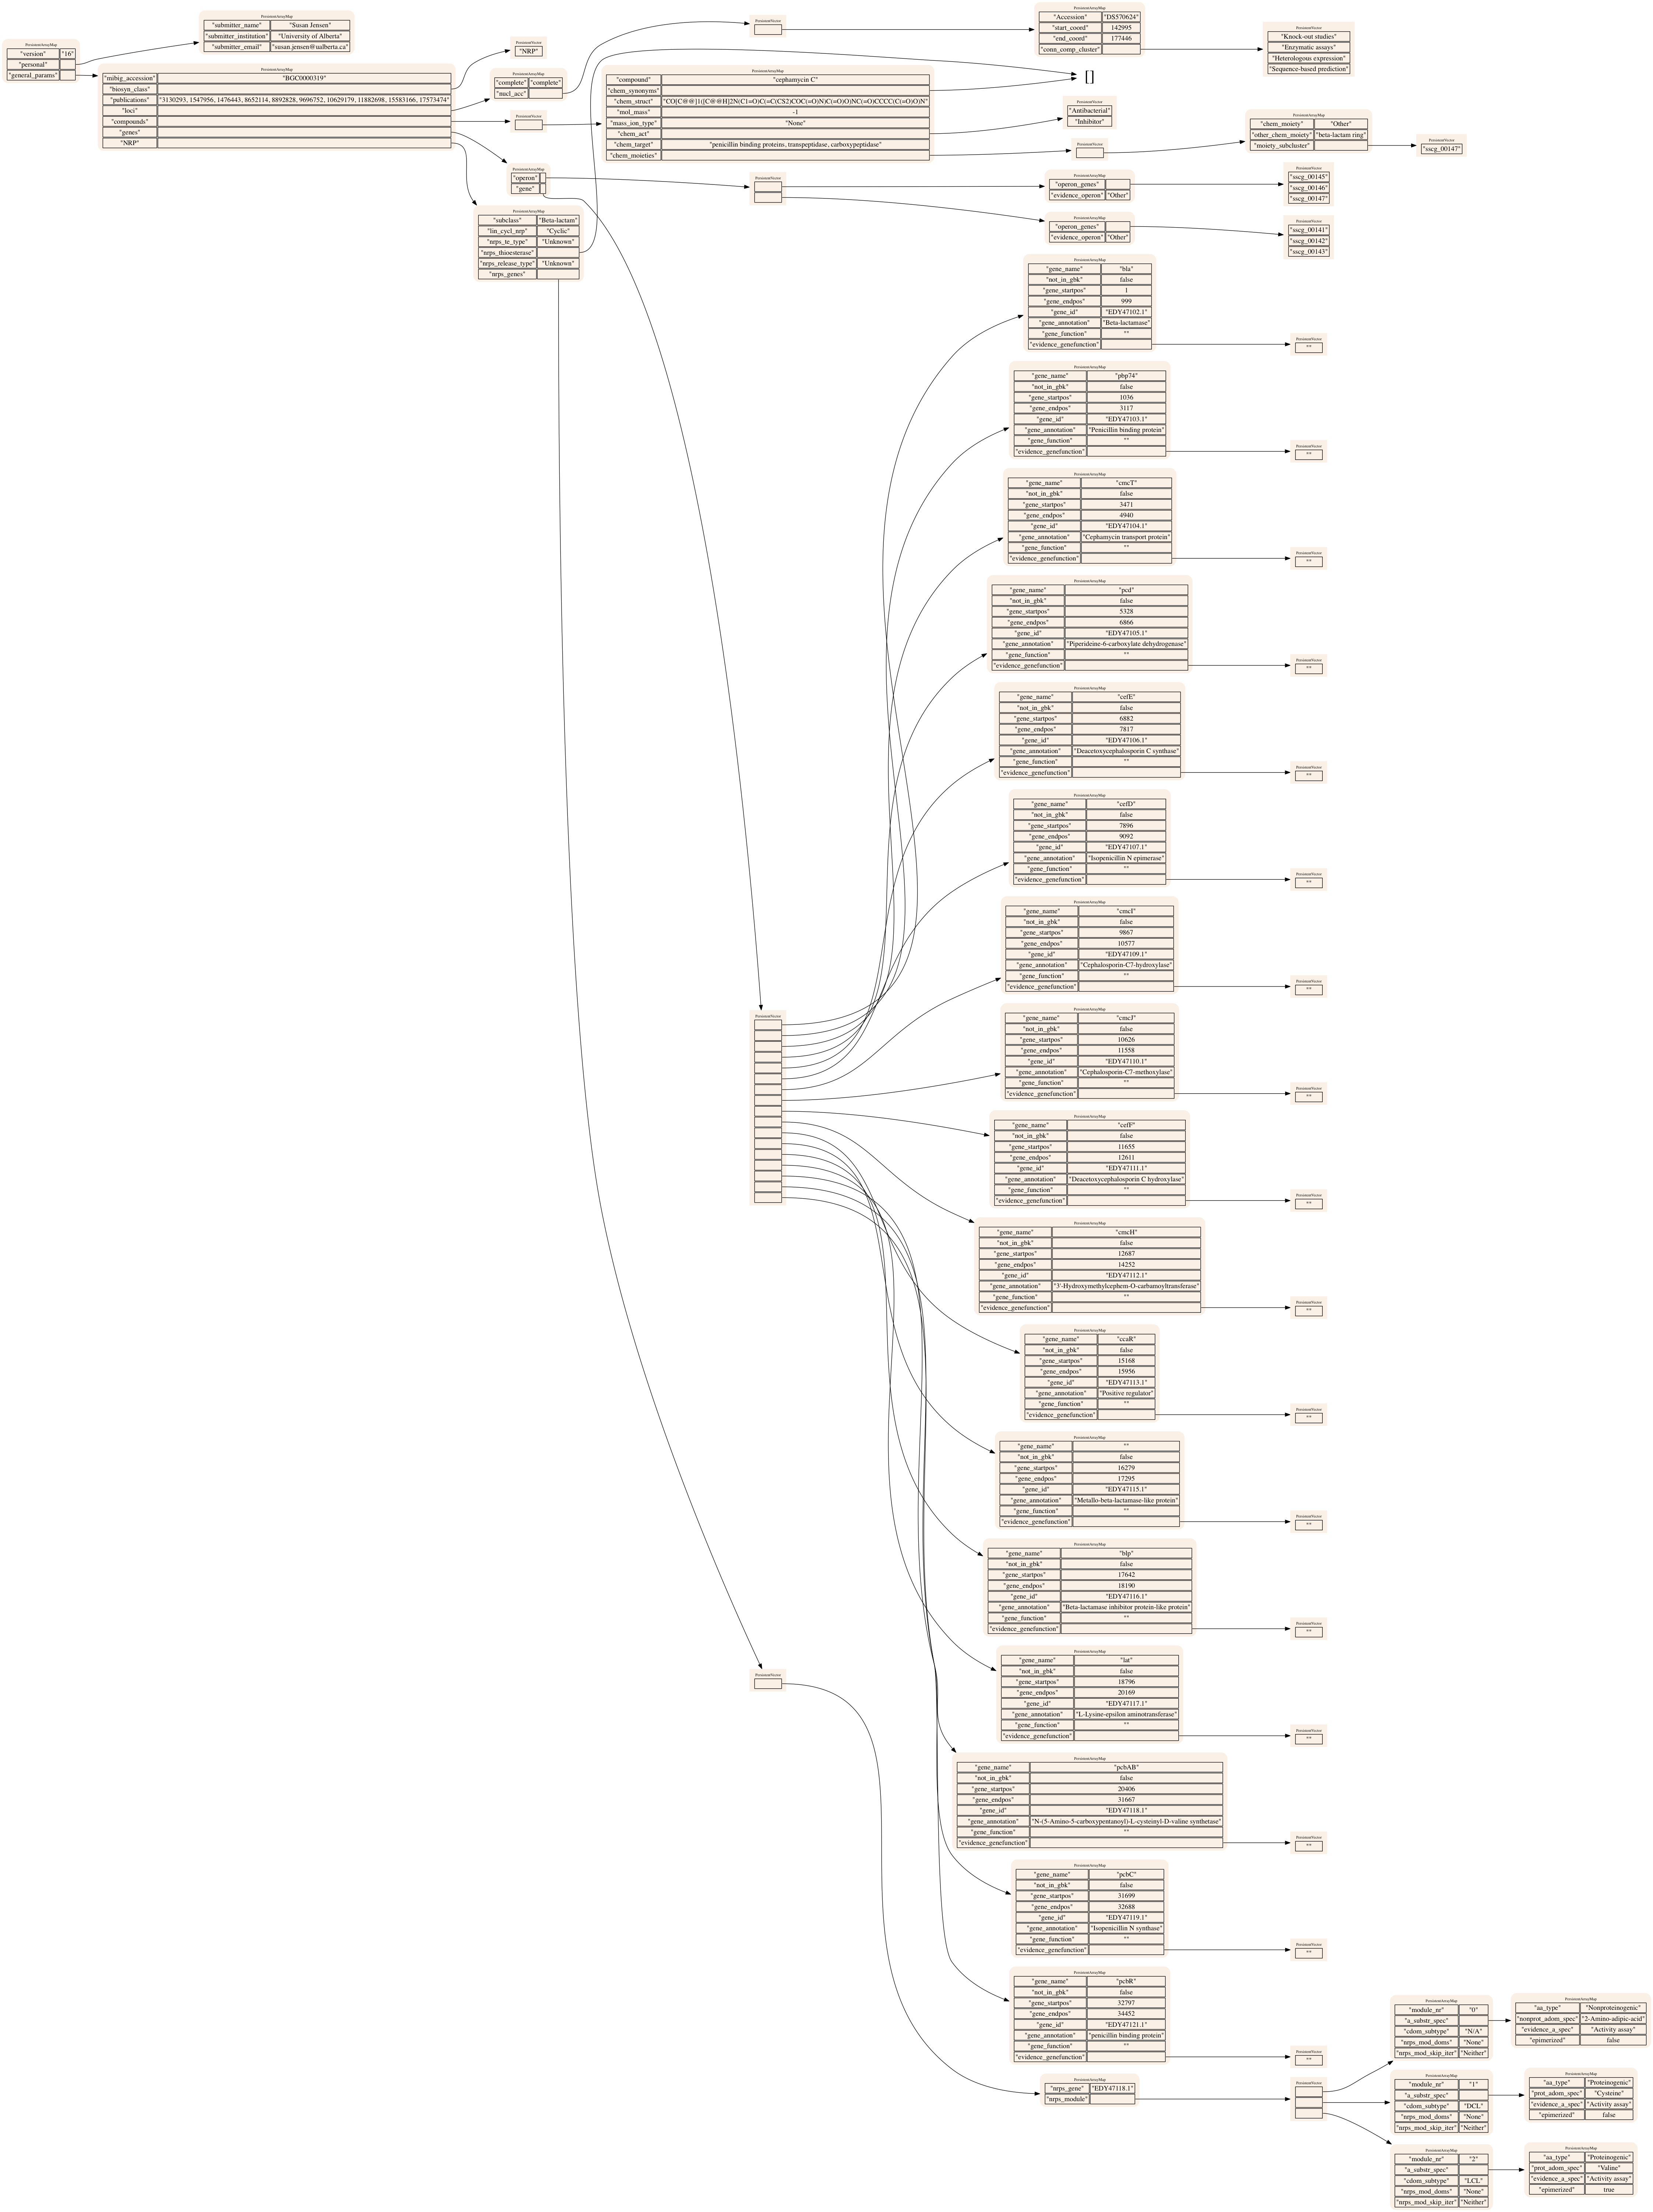 PersistentArrayMap
"version" "16"
"personal"
"general_params"
PersistentArrayMap
"submitter_name" "Susan Jensen"
"submitter_institution" "University of Alberta"
"submitter_email" "susan.jensen@ualberta.ca"
PersistentArrayMap
"mibig_accession" "BGC0000319"
"biosyn_class"
"publications" "3130293, 1547956, 1476443, 8652114, 8892828, 9696752, 10629179, 11882698, 15583166, 17573474"
"loci"
"compounds"
"genes"
"NRP"
PersistentVector
"NRP"
PersistentArrayMap
"complete" "complete"
"nucl_acc"
PersistentVector
PersistentArrayMap
"operon"
"gene"
PersistentArrayMap
"subclass" "Beta-lactam"
"lin_cycl_nrp" "Cyclic"
"nrps_te_type" "Unknown"
"nrps_thioesterase"
"nrps_release_type" "Unknown"
"nrps_genes"
PersistentVector
PersistentArrayMap
"Accession" "DS570624"
"start_coord" 142995
"end_coord" 177446
"conn_comp_cluster"
PersistentVector
"Knock-out studies"
"Enzymatic assays"
"Heterologous expression"
"Sequence-based prediction"
PersistentArrayMap
"compound" "cephamycin C"
"chem_synonyms"
"chem_struct" "CO[C@@]1([C@@H]2N(C1=O)C(=C(CS2)COC(=O)N)C(=O)O)NC(=O)CCCC(C(=O)O)N"
"mol_mass" -1
"mass_ion_type" "None"
"chem_act"
"chem_target" "penicillin binding proteins, transpeptidase, carboxypeptidase"
"chem_moieties"
[]
PersistentVector
"Antibacterial"
"Inhibitor"
PersistentVector
PersistentArrayMap
"chem_moiety" "Other"
"other_chem_moiety" "beta-lactam ring"
"moiety_subcluster"
PersistentVector
"sscg_00147"
PersistentVector
PersistentArrayMap
"operon_genes"
"evidence_operon" "Other"
PersistentVector
"sscg_00145"
"sscg_00146"
"sscg_00147"
PersistentArrayMap
"operon_genes"
"evidence_operon" "Other"
PersistentVector
"sscg_00141"
"sscg_00142"
"sscg_00143"
PersistentArrayMap
"gene_name" "bla"
"not_in_gbk" false
"gene_startpos" 1
"gene_endpos" 999
"gene_id" "EDY47102.1"
"gene_annotation" "Beta-lactamase"
"gene_function" ""
"evidence_genefunction"
PersistentVector
""
PersistentArrayMap
"gene_name" "pbp74"
"not_in_gbk" false
"gene_startpos" 1036
"gene_endpos" 3117
"gene_id" "EDY47103.1"
"gene_annotation" "Penicillin binding protein"
"gene_function" ""
"evidence_genefunction"
PersistentVector
""
PersistentArrayMap
"gene_name" "cmcT"
"not_in_gbk" false
"gene_startpos" 3471
"gene_endpos" 4940
"gene_id" "EDY47104.1"
"gene_annotation" "Cephamycin transport protein"
"gene_function" ""
"evidence_genefunction"
PersistentVector
""
PersistentArrayMap
"gene_name" "pcd"
"not_in_gbk" false
"gene_startpos" 5328
"gene_endpos" 6866
"gene_id" "EDY47105.1"
"gene_annotation" "Piperideine-6-carboxylate dehydrogenase"
"gene_function" ""
"evidence_genefunction"
PersistentVector
""
PersistentArrayMap
"gene_name" "cefE"
"not_in_gbk" false
"gene_startpos" 6882
"gene_endpos" 7817
"gene_id" "EDY47106.1"
"gene_annotation" "Deacetoxycephalosporin C synthase"
"gene_function" ""
"evidence_genefunction"
PersistentVector
""
PersistentArrayMap
"gene_name" "cefD"
"not_in_gbk" false
"gene_startpos" 7896
"gene_endpos" 9092
"gene_id" "EDY47107.1"
"gene_annotation" "Isopenicillin N epimerase"
"gene_function" ""
"evidence_genefunction"
PersistentVector
""
PersistentArrayMap
"gene_name" "cmcI"
"not_in_gbk" false
"gene_startpos" 9867
"gene_endpos" 10577
"gene_id" "EDY47109.1"
"gene_annotation" "Cephalosporin-C7-hydroxylase"
"gene_function" ""
"evidence_genefunction"
PersistentVector
""
PersistentVector
PersistentArrayMap
"gene_name" "cmcJ"
"not_in_gbk" false
"gene_startpos" 10626
"gene_endpos" 11558
"gene_id" "EDY47110.1"
"gene_annotation" "Cephalosporin-C7-methoxylase"
"gene_function" ""
"evidence_genefunction"
PersistentVector
""
PersistentArrayMap
"gene_name" "cefF"
"not_in_gbk" false
"gene_startpos" 11655
"gene_endpos" 12611
"gene_id" "EDY47111.1"
"gene_annotation" "Deacetoxycephalosporin C hydroxylase"
"gene_function" ""
"evidence_genefunction"
PersistentVector
""
PersistentArrayMap
"gene_name" "cmcH"
"not_in_gbk" false
"gene_startpos" 12687
"gene_endpos" 14252
"gene_id" "EDY47112.1"
"gene_annotation" "3'-Hydroxymethylcephem-O-carbamoyltransferase"
"gene_function" ""
"evidence_genefunction"
PersistentVector
""
PersistentArrayMap
"gene_name" "ccaR"
"not_in_gbk" false
"gene_startpos" 15168
"gene_endpos" 15956
"gene_id" "EDY47113.1"
"gene_annotation" "Positive regulator"
"gene_function" ""
"evidence_genefunction"
PersistentVector
""
PersistentArrayMap
"gene_name" ""
"not_in_gbk" false
"gene_startpos" 16279
"gene_endpos" 17295
"gene_id" "EDY47115.1"
"gene_annotation" "Metallo-beta-lactamase-like protein"
"gene_function" ""
"evidence_genefunction"
PersistentVector
""
PersistentArrayMap
"gene_name" "blp"
"not_in_gbk" false
"gene_startpos" 17642
"gene_endpos" 18190
"gene_id" "EDY47116.1"
"gene_annotation" "Beta-lactamase inhibitor protein-like protein"
"gene_function" ""
"evidence_genefunction"
PersistentVector
""
PersistentVector
PersistentArrayMap
"gene_name" "lat"
"not_in_gbk" false
"gene_startpos" 18796
"gene_endpos" 20169
"gene_id" "EDY47117.1"
"gene_annotation" "L-Lysine-epsilon aminotransferase"
"gene_function" ""
"evidence_genefunction"
PersistentVector
""
PersistentArrayMap
"gene_name" "pcbAB"
"not_in_gbk" false
"gene_startpos" 20406
"gene_endpos" 31667
"gene_id" "EDY47118.1"
"gene_annotation" "N-(5-Amino-5-carboxypentanoyl)-L-cysteinyl-D-valine synthetase"
"gene_function" ""
"evidence_genefunction"
PersistentVector
""
PersistentArrayMap
"gene_name" "pcbC"
"not_in_gbk" false
"gene_startpos" 31699
"gene_endpos" 32688
"gene_id" "EDY47119.1"
"gene_annotation" "Isopenicillin N synthase"
"gene_function" ""
"evidence_genefunction"
PersistentVector
""
PersistentArrayMap
"gene_name" "pcbR"
"not_in_gbk" false
"gene_startpos" 32797
"gene_endpos" 34452
"gene_id" "EDY47121.1"
"gene_annotation" "penicillin binding protein"
"gene_function" ""
"evidence_genefunction"
PersistentVector
""
PersistentArrayMap
"nrps_gene" "EDY47118.1"
"nrps_module"
PersistentVector
PersistentArrayMap
"module_nr" "0"
"a_substr_spec"
"cdom_subtype" "N/A"
"nrps_mod_doms" "None"
"nrps_mod_skip_iter" "Neither"
PersistentArrayMap
"aa_type" "Nonproteinogenic"
"nonprot_adom_spec" "2-Amino-adipic-acid"
"evidence_a_spec" "Activity assay"
"epimerized" false
PersistentArrayMap
"module_nr" "1"
"a_substr_spec"
"cdom_subtype" "DCL"
"nrps_mod_doms" "None"
"nrps_mod_skip_iter" "Neither"
PersistentArrayMap
"aa_type" "Proteinogenic"
"prot_adom_spec" "Cysteine"
"evidence_a_spec" "Activity assay"
"epimerized" false
PersistentArrayMap
"module_nr" "2"
"a_substr_spec"
"cdom_subtype" "LCL"
"nrps_mod_doms" "None"
"nrps_mod_skip_iter" "Neither"
PersistentArrayMap
"aa_type" "Proteinogenic"
"prot_adom_spec" "Valine"
"evidence_a_spec" "Activity assay"
"epimerized" true